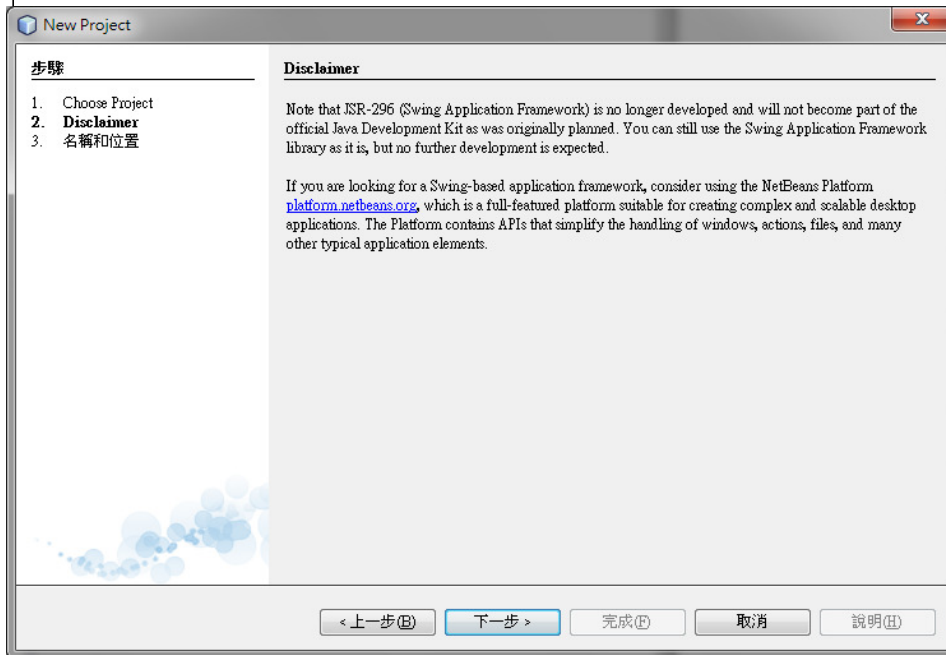 New Project
步驟
1. Choose Project
2. Disclaimer
3. 名稱和位置
Disclaimer
Note that JSR-296 (Swing Application Framework) is no longer developed and will not become part of the
official Java Development Kit as was originally planned. You can still use the Swing Application Framework
library as it is, but no further development is expected.
If you are looking for a Swing-based application framework, consider using the NetBeans Platform
platform.netbeans.org, which is a full-featured platform suitable for creating complex and scalable desktop
applications. The Platform contains APIs that simplify the handling of windows, actions, files, and many
other typical application elements.
<上一步(B) 下一步> 完成(F) 取消 說明(H)